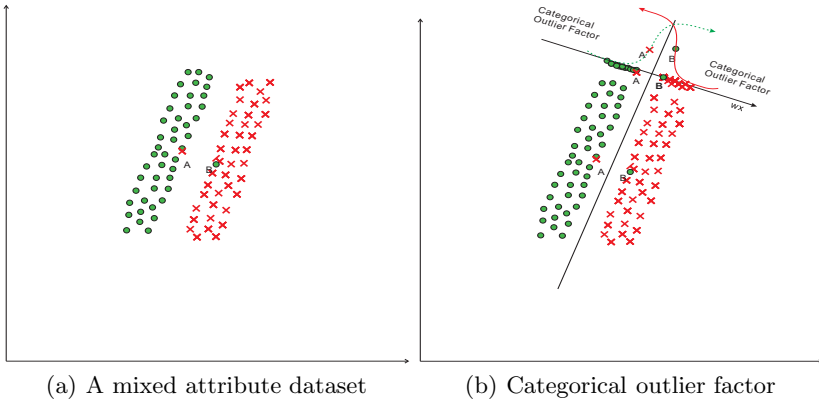 A
B
(a) A mixed attribute dataset
Categorical
Outlier Factor
A
B
A
B
Categorical
Outlier Factor
wx
A
B
(b) Categorical outlier factor